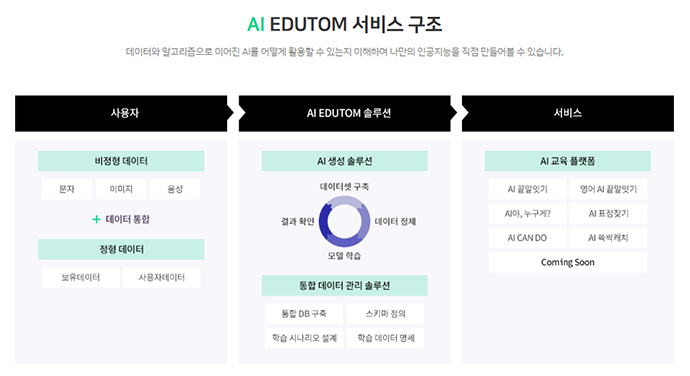 AI EDUTOM 서비스 구조
데이터와 알고리즘으로 이어진 AI를 어떻게 활용할 수 있는지 이해하여 나만의 인공지능을 직접 만들어볼 수 있습니다.
사용자
비정형 데이터
문자 이미지 음성
+ 데이터 통합
정형 데이터
보유데이터 사용자데이터
AI EDUTOM 솔루션
AI 생성 솔루션
데이터셋 구축
결과 확인 데이터 정제
모델 학습
통합 데이터 관리 솔루션
통합 DB 구축 스키마 정의
학습 시나리오 설계 학습 데이터 명세
서비스
AI 교육 플랫폼
AI 끝말잇기 영어 AI 끝말잇기
AI야, 누구게? AI 표정찾기
AI CAN DO AI 쏙싹캐치
Coming Soon